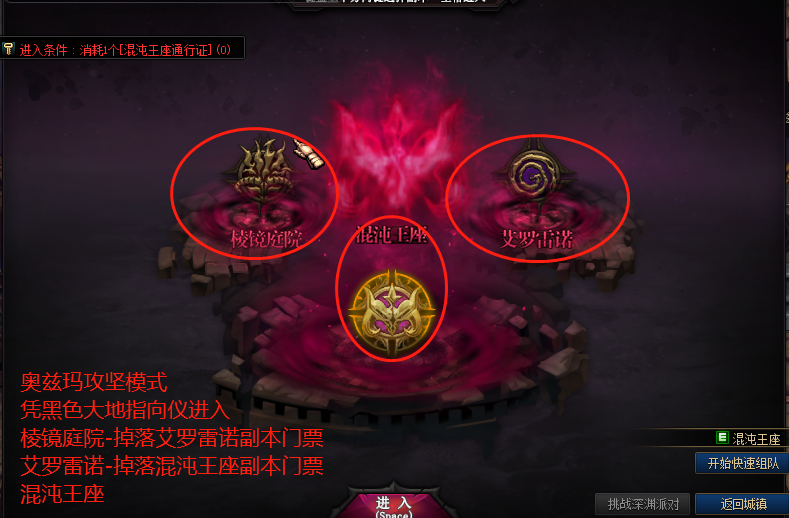 进入条件：消耗1个[混沌王座通行证] (0)
棱镜庭院
混沌王座
艾罗雷诺
奥兹玛攻坚模式
凭黑色大地指向仪进入
棱镜庭院-掉落艾罗雷诺副本门票
艾罗雷诺-掉落混沌王座副本门票
混沌王座
E 混沌王座
开始快速组队
进 入
(Space)
挑战深渊派对
返回城镇